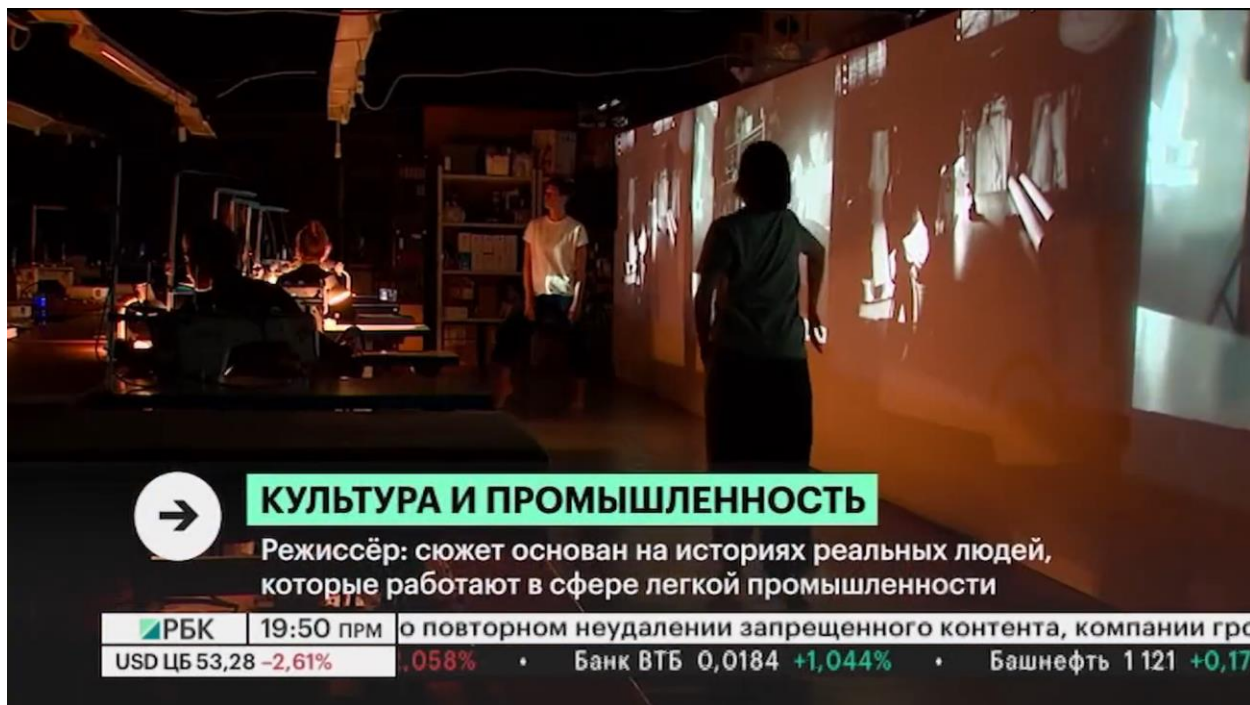 КУЛЬТУРА И ПРОМЫШЛЕННОСТЬ
Режиссёр: сюжет основан на историях реальных людей,
которые работают в сфере легкой промышленности
РБК 19:50 ПРМ о повторном неудалении запрещенного контента, компании гро
USD ЦБ 53,28 –2,61% ,058% • Банк ВТБ 0,0184 +1,044% • Башнефть 1 121 +0,17